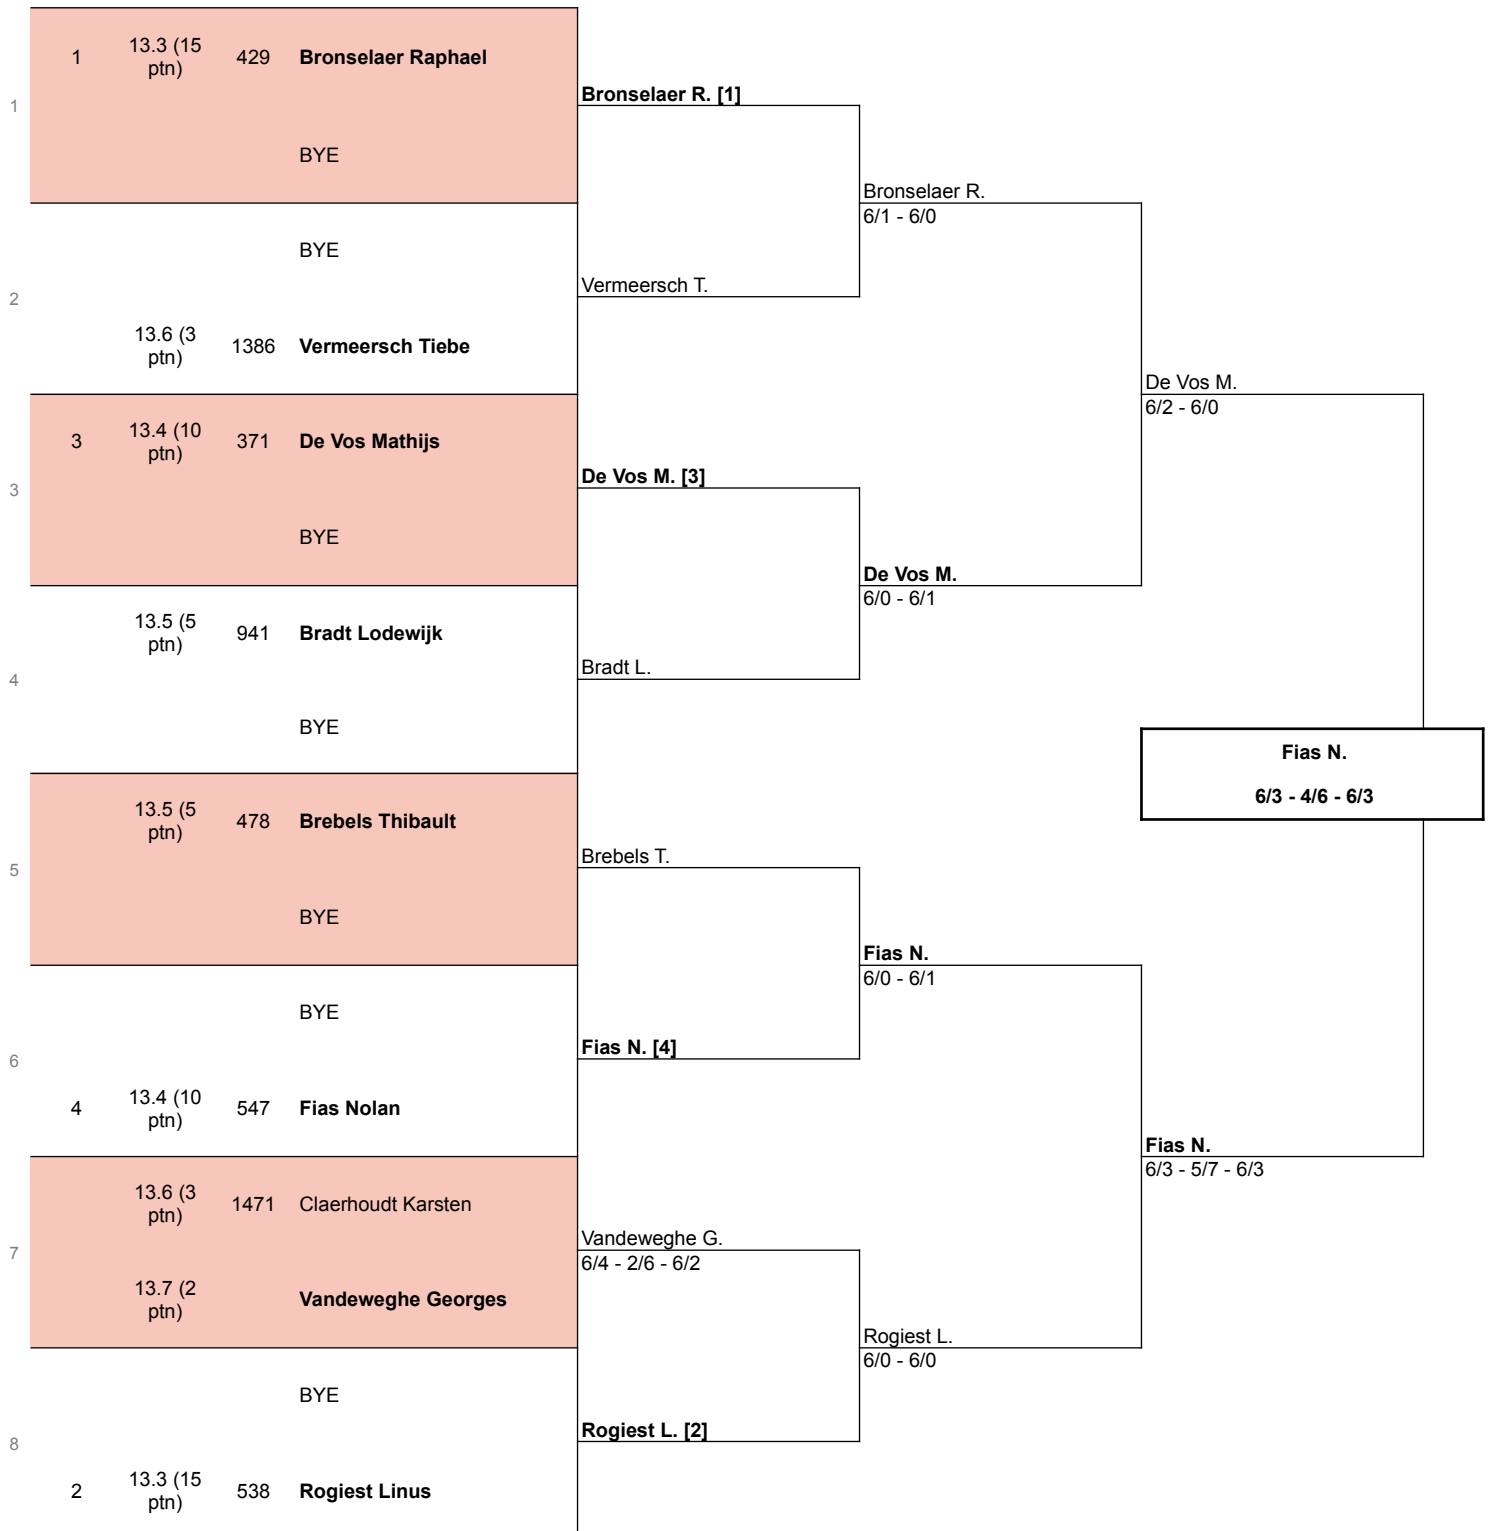 1 13.3 (15 ptn) 429 Bronselaer Raphael
1
BYE
BYE
2
13.6 (3 ptn) 1386 Vermeersch Tiebe
3 13.4 (10 ptn) 371 De Vos Mathijs
3
BYE
13.5 (5 ptn) 941 Bradt Lodewijk
4
BYE
13.5 (5 ptn) 478 Brebels Thibault
5
BYE
BYE
6
4 13.4 (10 ptn) 547 Fias Nolan
13.6 (3 ptn) 1471 Claerhoudt Karsten
7
13.7 (2 ptn) Vandeweghe Georges
BYE
8
2 13.3 (15 ptn) 538 Rogiest Linus
Bronselaer R. [1]
Vermeersch T.
De Vos M. [3]
Bradt L.
Brebels T.
Fias N. [4]
Vandeweghe G.
6/4 - 2/6 - 6/2
Rogiest L. [2]
Bronselaer R.
6/1 - 6/0
De Vos M.
6/0 - 6/1
Fias N.
6/0 - 6/1
Rogiest L.
6/0 - 6/0
De Vos M.
6/2 - 6/0
Fias N.
6/3 - 5/7 - 6/3
Fias N.
6/3 - 4/6 - 6/3